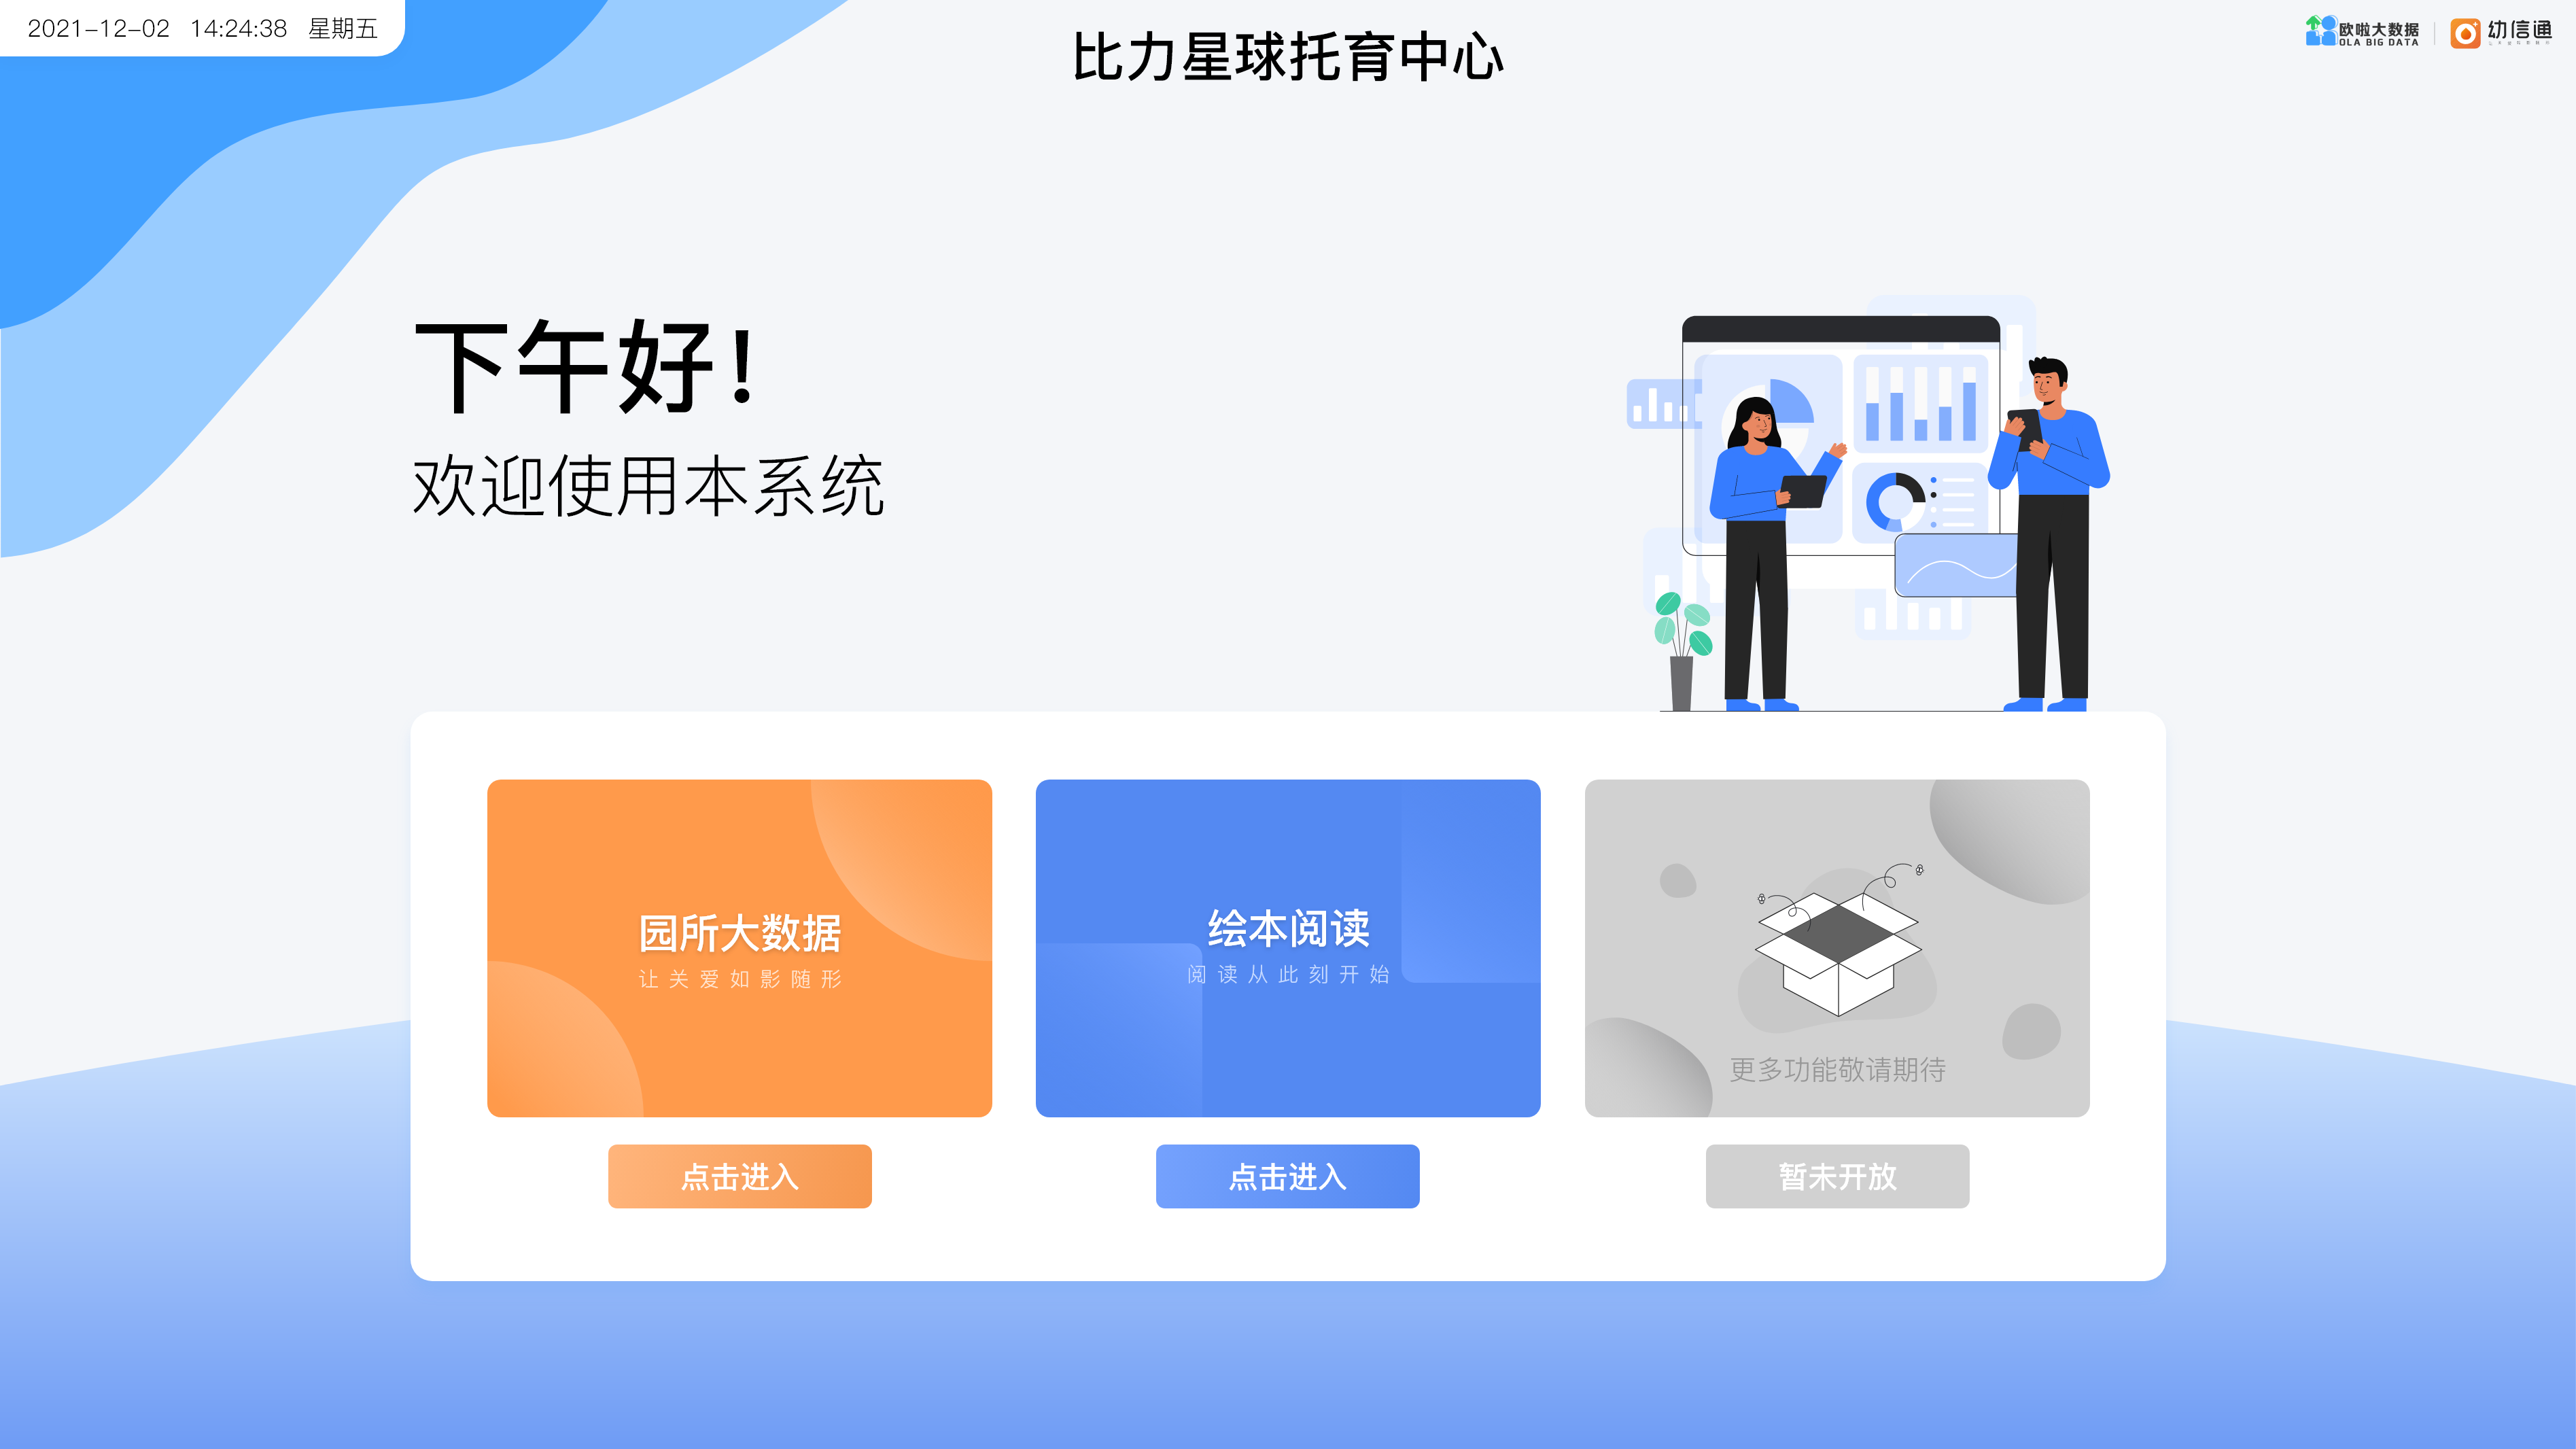 2021-12-02 14:24:38 星期五
比力星球托育中心
欧啦大数据
OLA BIG DATA
幼信通
下午好！
欢迎使用本系统
园所大数据
让关爱如影随形
绘本阅读
阅读从此刻开始
更多功能敬请期待
点击进入
点击进入
暂未开放